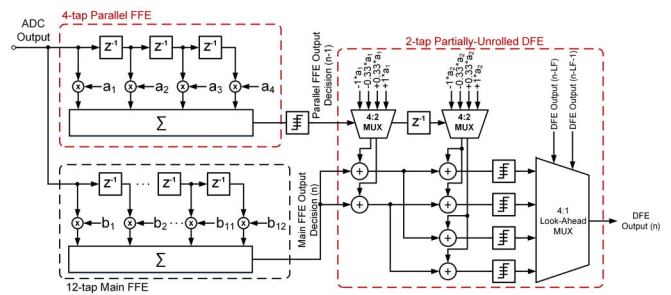 4-tap Parallel FFE
ADC
Output
z⁻¹
z⁻¹
z⁻¹
x
a₁
x
a₂
x
a₃
x
a₄
Σ
Parallel FFE Output
Decision (n-1)
2-tap Partially-Unrolled DFE
-1*a₁
-0.33*a₁
+0.33*a₁
+1*a₁
-1*a₂
-0.33*a₂
+0.33*a₂
+1*a₂
4:2
MUX
z⁻¹
4:2
MUX
DFE Output (n-LF)
DFE Output (n-LF-1)
z⁻¹
· · ·
z⁻¹
x
b₁
x
b₂
· · ·
x
b₁₁
x
b₁₂
Σ
12-tap Main FFE
Main FFE Output
Decision (n)
+
+
+
+
+
+
4:1
Look-Ahead
MUX
DFE
Output (n)